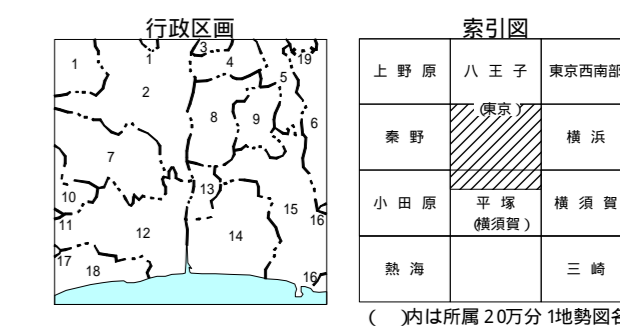 行政区画
1
1
3
4
19
5
2
8
9
6
7
10
13
11
15
16
12
14
17
18
16
索引図
上野原 八王子 東京西南部
(東京)
秦野 横浜
小田原 平塚 横須賀
(横須賀)
熱海 三崎
( )内は所属20万分1地勢図名